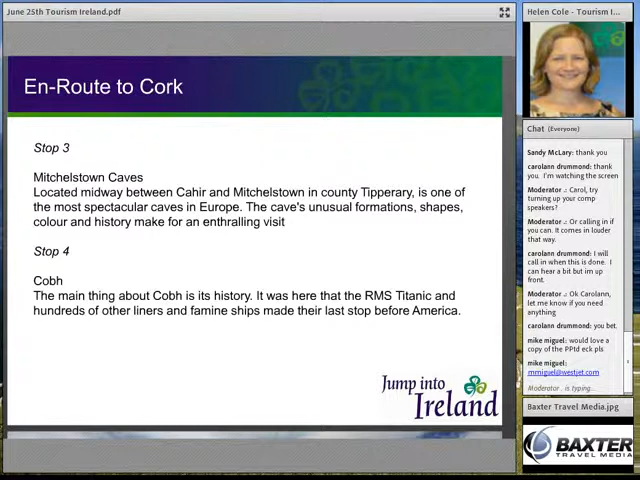 June 25th Tourism Ireland.pdf
En-Route to Cork
Stop 3
Mitchelstown Caves
Located midway between Cahir and Mitchelstown in county Tipperary, is one of
the most spectacular caves in Europe. The cave's unusual formations, shapes,
colour and history make for an enthralling visit
Stop 4
Cobh
The main thing about Cobh is its history. It was here that the RMS Titanic and
hundreds of other liners and famine ships made their last stop before America.
Jump into
Ireland
Helen Cole - Tourism I...
Chat (Everyone)
Sandy McLary: thank you
carolann drummond: thank
you. I'm watching the screen
Moderator .: Carol, try
turning up your comp
speakers?
Moderator .: Or calling in if
you can. It comes in louder
that way.
carolann drummond: I will
call in when this is done. I
can hear a bit but im up
front.
Moderator .: Ok Carolann,
let me know if you need
anything
carolann drummond: you bet.
mike miguel: would love a
copy of the PPtd eck pls
mike miguel:
mmiguel@westjet.com
Moderator . is typing...
Baxter Travel Media.jpg
BAXTER
TRAVEL MEDIA